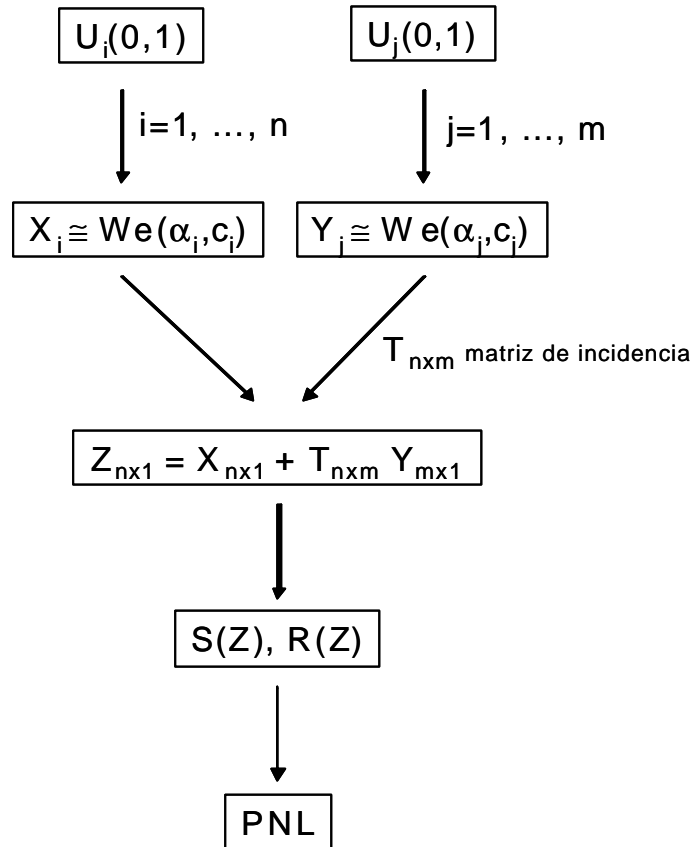 U_i(0,1) U_j(0,1)
i=1, ..., n j=1, ..., m
X_i ≅ We(α_i,c_i) Y_j ≅ We(α_j,c_j)
T_nxm matriz de incidencia
Z_nx1 = X_nx1 + T_nxm Y_mx1
S(Z), R(Z)
PNL